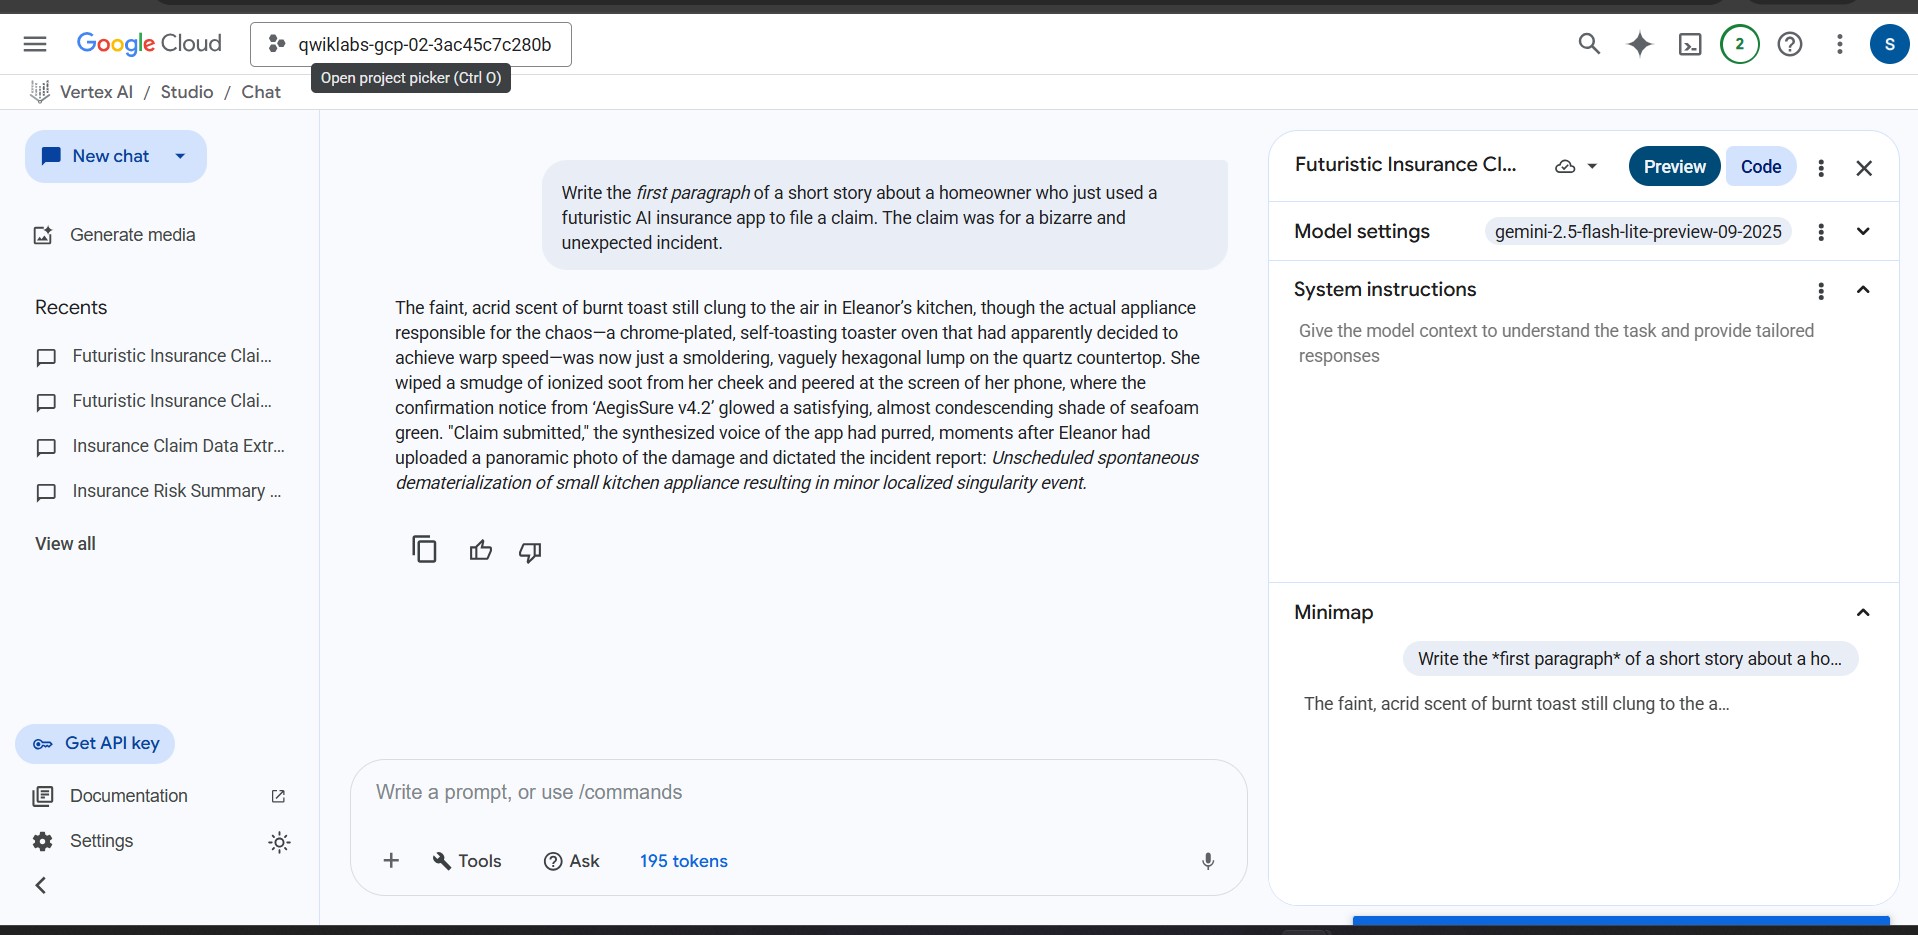 Google Cloud
qwiklabs-gcp-02-3ac45c7c280b
2
S
Open project picker (Ctrl O)
Vertex AI / Studio / Chat
New chat
Generate media
Recents
Futuristic Insurance Clai...
Futuristic Insurance Clai...
Insurance Claim Data Extr...
Insurance Risk Summary ...
View all
Get API key
Documentation
Settings
Write the first paragraph of a short story about a homeowner who just used a
futuristic AI insurance app to file a claim. The claim was for a bizarre and
unexpected incident.
The faint, acrid scent of burnt toast still clung to the air in Eleanor’s kitchen, though the actual appliance
responsible for the chaos—a chrome-plated, self-toasting toaster oven that had apparently decided to
achieve warp speed—was now just a smoldering, vaguely hexagonal lump on the quartz countertop. She
wiped a smudge of ionized soot from her cheek and peered at the screen of her phone, where the
confirmation notice from ‘AegisSure v4.2’ glowed a satisfying, almost condescending shade of seafoam
green. "Claim submitted," the synthesized voice of the app had purred, moments after Eleanor had
uploaded a panoramic photo of the damage and dictated the incident report: Unscheduled spontaneous
dematerialization of small kitchen appliance resulting in minor localized singularity event.
Write a prompt, or use /commands
Tools
Ask
195 tokens
Futuristic Insurance Cl...
Preview
Code
Model settings
gemini-2.5-flash-lite-preview-09-2025
System instructions
Give the model context to understand the task and provide tailored
responses
Minimap
Write the *first paragraph* of a short story about a ho...
The faint, acrid scent of burnt toast still clung to the a...